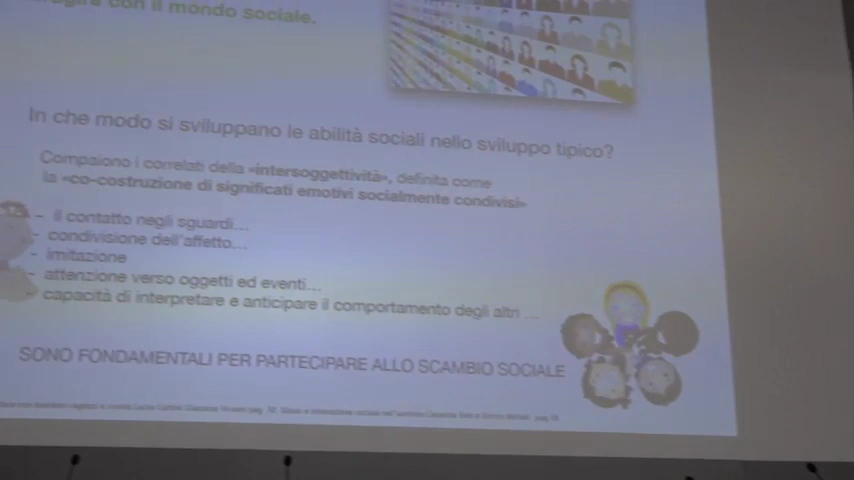 con il mondo sociale.
In che modo si sviluppano le abilità sociali nello sviluppo tipico?
Compaiono i correlati della «intersoggettività», definita come
la «co-costruzione di significati emotivi socialmente condivisi»
- il contatto negli sguardi...
- condivisione dell'affetto...
- imitazione
- attenzione verso oggetti ed eventi...
- capacità di interpretare e anticipare il comportamento degli altri ...
SONO FONDAMENTALI PER PARTECIPARE ALLO SCAMBIO SOCIALE